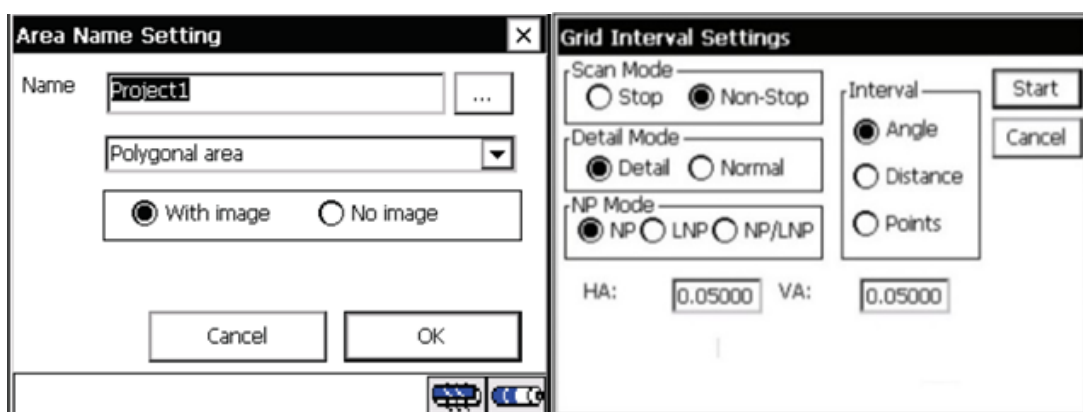 Area Name Setting
Name Project1 ...
Polygonal area
With image No image
Cancel OK
Grid Interval Settings
Scan Mode
Stop Non-Stop
Detail Mode
Detail Normal
NP Mode
NP LNP NP/LNP
Interval
Angle
Distance
Points
Start
Cancel
HA: 0.05000 VA: 0.05000